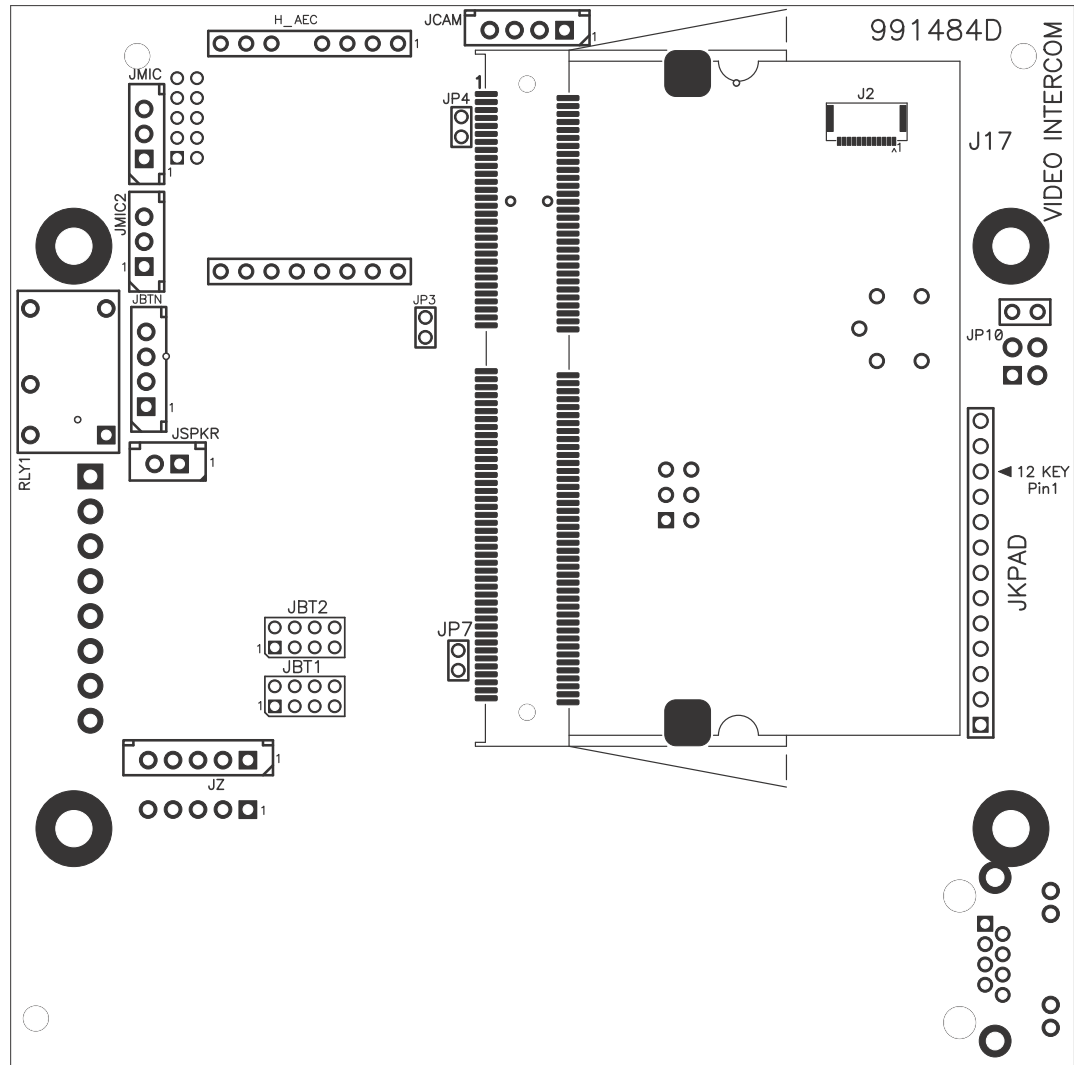 H_AEC
1
JCAM
1
991484D
VIDEO INTERCOM
JMIC
1
1
JP4
J2
^1
J17
JMIC2
1
JBTN
1
JP3
JP10
RLY1
JSPKR
1
12 KEY
Pin1
JKPAD
JBT2
1
JP7
JBT1
1
1
JZ
1